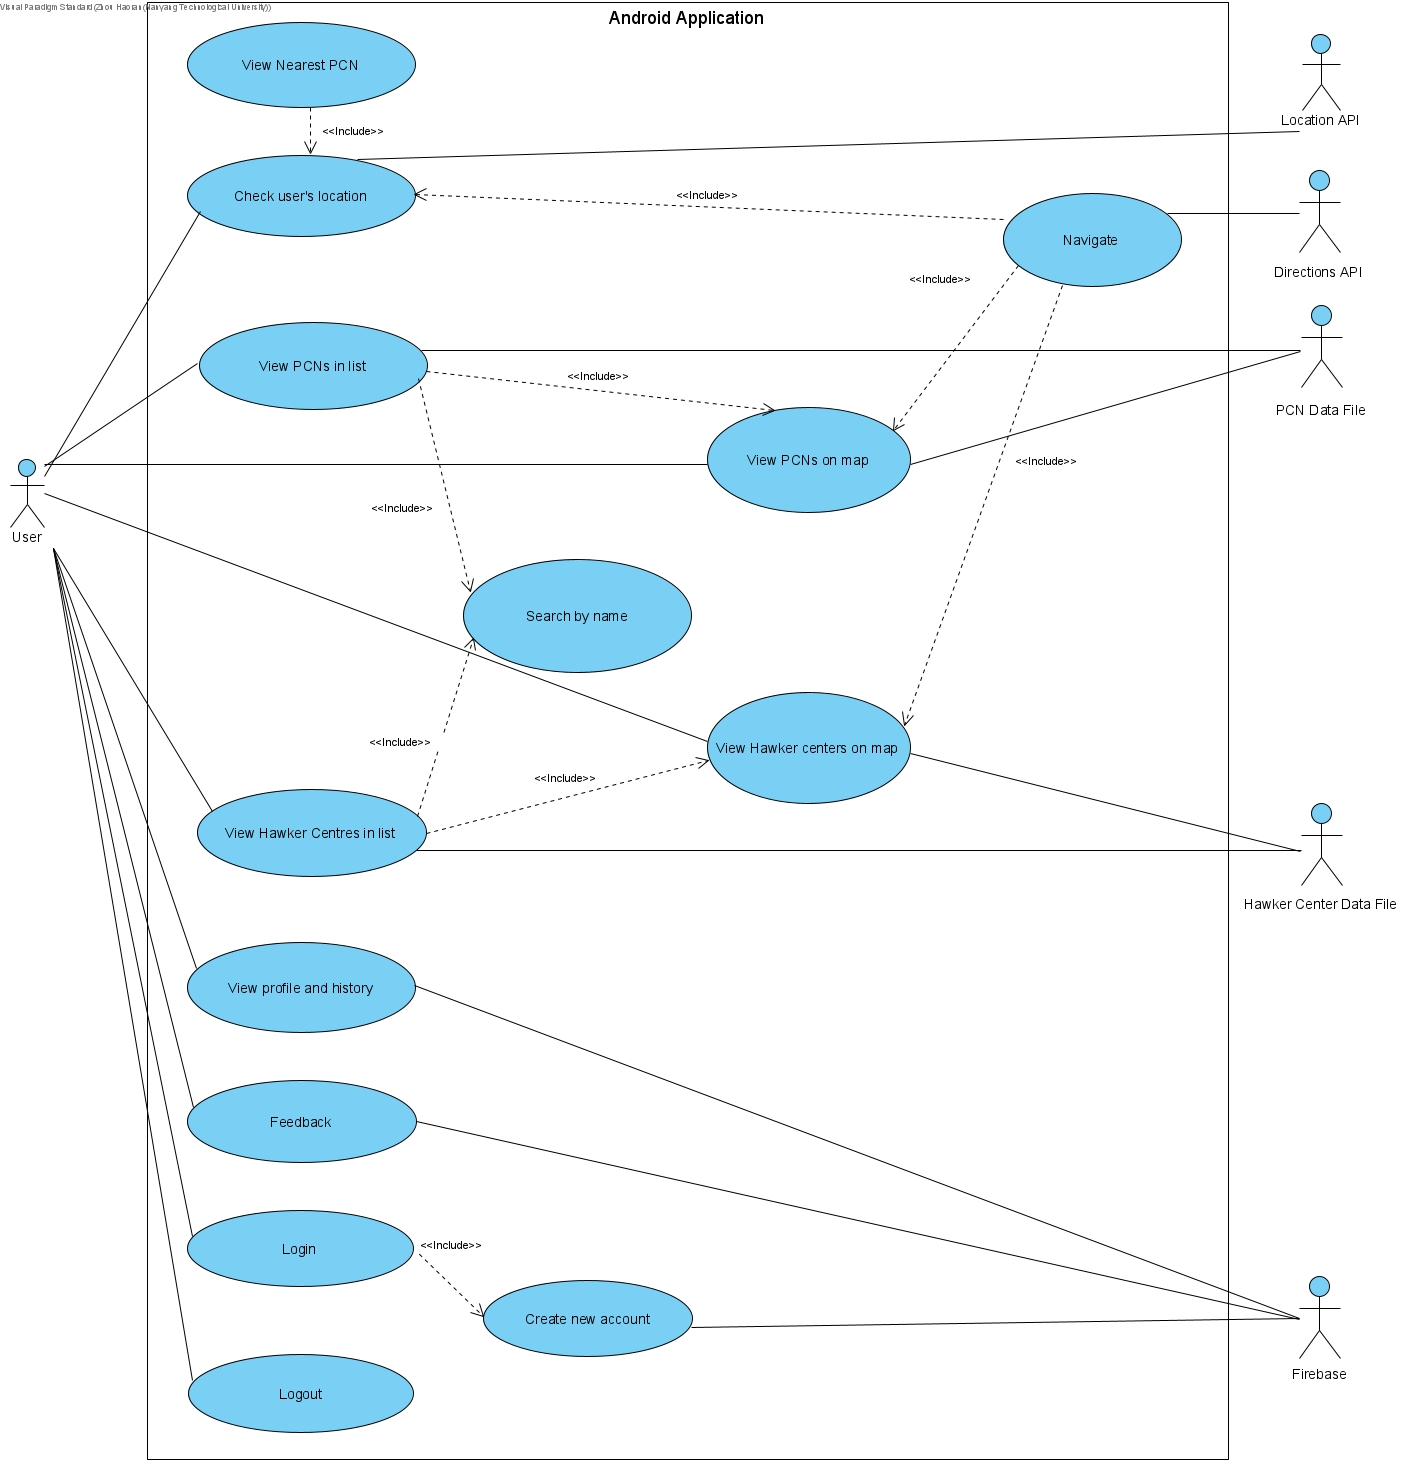 Visual Paradigm Standard(Zhou Haoran(Nanyang Technological University))
Android Application
View Nearest PCN
Location API
<<Include>>
Check user's location
<<Include>>
Navigate
Directions API
<<Include>>
View PCNs in list
<<Include>>
PCN Data File
View PCNs on map
<<Include>>
<<Include>>
User
Search by name
<<Include>>
View Hawker centers on map
<<Include>>
View Hawker Centres in list
Hawker Center Data File
View profile and history
Feedback
Login
<<Include>>
Create new account
Firebase
Logout